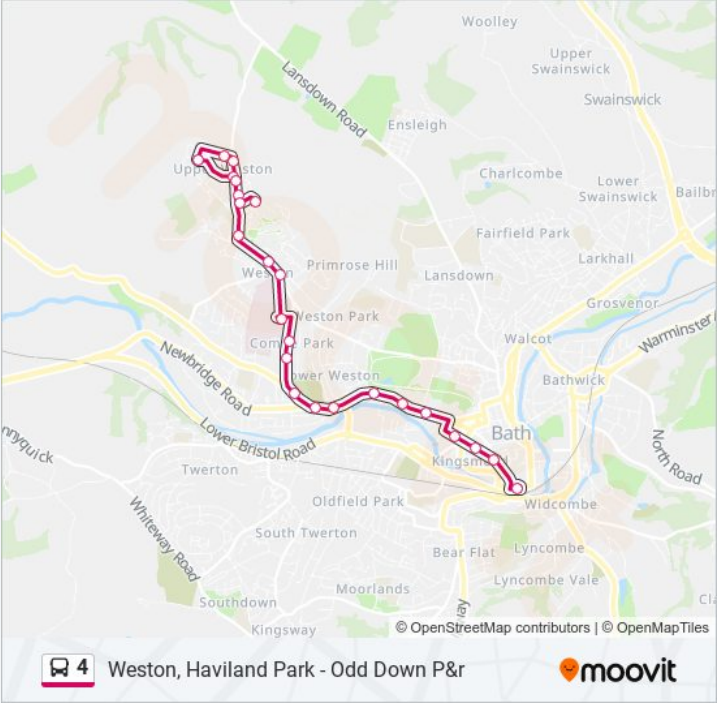 Woolley
Upper
Swainswick
Lansdown Road
Swainswick
Ensleigh
Charlcombe
Lower
Swainswick
Fairfield Park
Larkhall
Weston
Primrose Hill
Lansdown
Grosvenor
Weston Park
Walcot
Warminster
Park
Newbridge Road
Lower Weston
Bathwick
Lower Bristol Road
Bath
North Road
Twerton
Oldfield Park
Widcombe
South Twerton
Whiteway Road
Bear Flat
Lyncombe
Lyncombe Vale
Moorlands
Southdown
Kingsway
© OpenStreetMap contributors | © OpenMapTiles
4 Weston, Haviland Park - Odd Down P&r
moovit